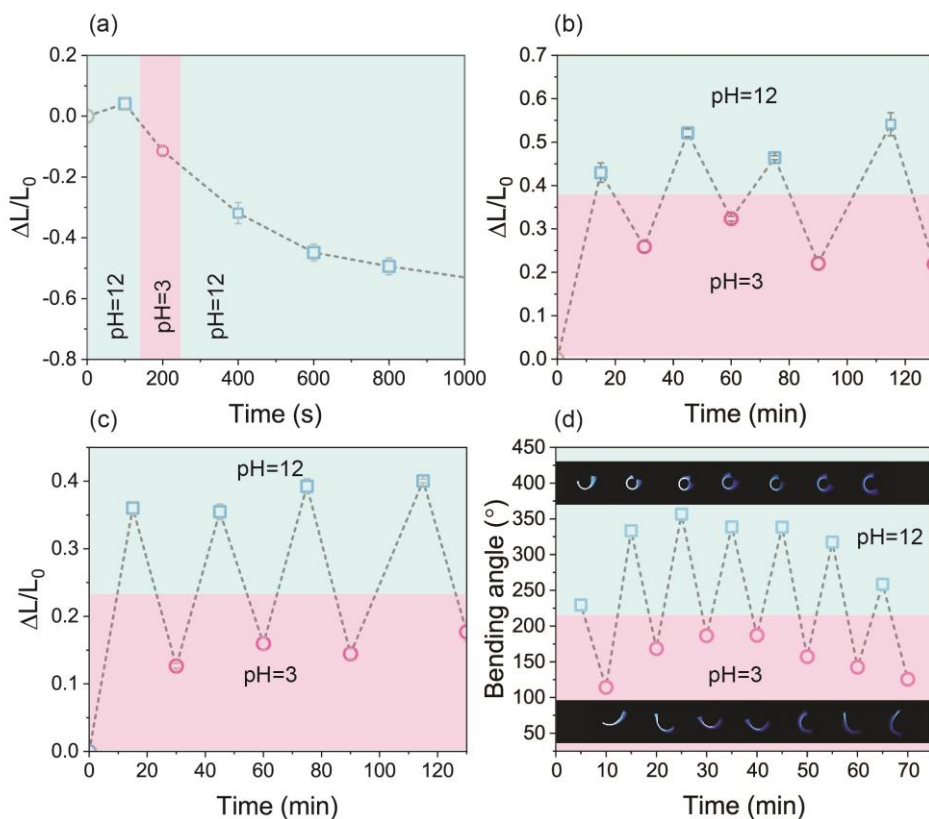 (a)
0.2
0.0
-0.2
-0.4
-0.6
-0.8
ΔL/L0
pH=12
pH=3
pH=12
0 200 400 600 800 1000
Time (s)
(b)
0.7
0.6
0.5
0.4
0.3
0.2
0.1
0.0
ΔL/L0
pH=12
pH=3
0 20 40 60 80 100 120
Time (min)
(c)
0.4
0.3
0.2
0.1
0.0
ΔL/L0
pH=12
pH=3
0 20 40 60 80 100 120
Time (min)
(d)
450
400
350
300
250
200
150
100
50
Bending angle (°)
pH=12
pH=3
0 10 20 30 40 50 60 70
Time (min)